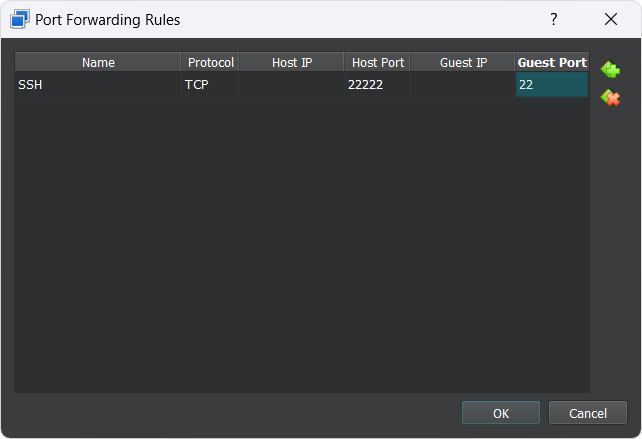 Port Forwarding Rules ?
Name Protocol Host IP Host Port Guest IP Guest Port
SSH TCP 22222 22
OK Cancel